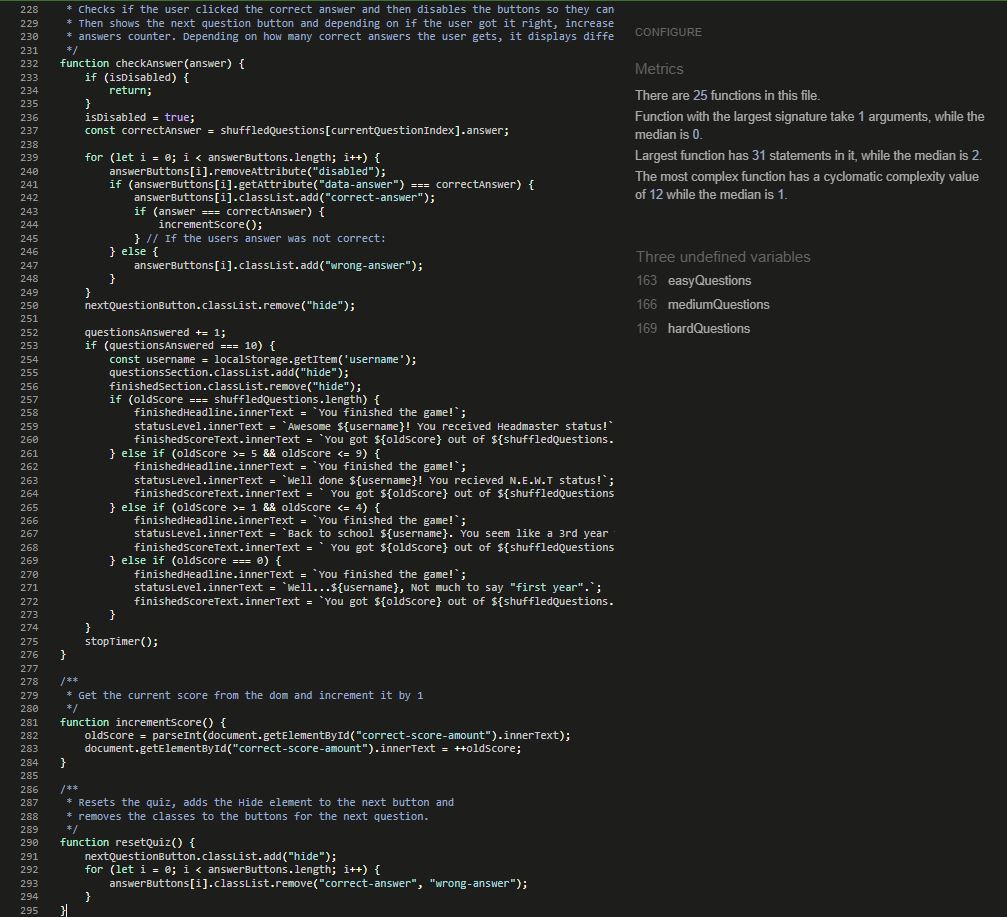 228 * Checks if the user clicked the correct answer and then disables the buttons so they can
229 * Then shows the next question button and depending on if the user got it right, increase
230 * answers counter. Depending on how many correct answers the user gets, it displays diffe
231 */
232 function checkAnswer(answer) {
233 if (isDisabled) {
234 return;
235 }
236 isDisabled = true;
237 const correctAnswer = shuffledQuestions[currentQuestionIndex].answer;
238
239 for (let i = 0; i < answerButtons.length; i++) {
240 answerButtons[i].removeAttribute("disabled");
241 if (answerButtons[i].getAttribute("data-answer") === correctAnswer) {
242 answerButtons[i].classList.add("correct-answer");
243 if (answer === correctAnswer) {
244 incrementScore();
245 } // If the users answer was not correct:
246 } else {
247 answerButtons[i].classList.add("wrong-answer");
248 }
249 }
250 nextQuestionButton.classList.remove("hide");
251
252 questionsAnswered += 1;
253 if (questionsAnswered === 10) {
254 const username = localStorage.getItem('username');
255 questionsSection.classList.add("hide");
256 finishedSection.classList.remove("hide");
257 if (oldScore === shuffledQuestions.length) {
258 finishedHeadline.innerText = `You finished the game!`;
259 statusLevel.innerText = `Awesome ${username}! You received Headmaster status!`
260 finishedScoreText.innerText = `You got ${oldScore} out of ${shuffledQuestions.
261 } else if (oldScore >= 5 && oldScore <= 9) {
262 finishedHeadline.innerText = `You finished the game!`;
263 statusLevel.innerText = `Well done ${username}! You recieved N.E.W.T status!`;
264 finishedScoreText.innerText = ` You got ${oldScore} out of ${shuffledQuestions
265 } else if (oldScore >= 1 && oldScore <= 4) {
266 finishedHeadline.innerText = `You finished the game!`;
267 statusLevel.innerText = `Back to school ${username}. You seem like a 3rd year
268 finishedScoreText.innerText = ` You got ${oldScore} out of ${shuffledQuestions
269 } else if (oldScore === 0) {
270 finishedHeadline.innerText = `You finished the game!`;
271 statusLevel.innerText = `Well...${username}, Not much to say "first year".`;
272 finishedScoreText.innerText = `You got ${oldScore} out of ${shuffledQuestions.
273 }
274 }
275 stopTimer();
276 }
277
278 /**
279 * Get the current score from the dom and increment it by 1
280 */
281 function incrementScore() {
282 oldScore = parseInt(document.getElementById("correct-score-amount").innerText);
283 document.getElementById("correct-score-amount").innerText = ++oldScore;
284 }
285
286 /**
287 * Resets the quiz, adds the Hide element to the next button and
288 * removes the classes to the buttons for the next question.
289 */
290 function resetQuiz() {
291 nextQuestionButton.classList.add("hide");
292 for (let i = 0; i < answerButtons.length; i++) {
293 answerButtons[i].classList.remove("correct-answer", "wrong-answer");
294 }
295 }
CONFIGURE
Metrics
There are 25 functions in this file.
Function with the largest signature take 1 arguments, while the
median is 0.
Largest function has 31 statements in it, while the median is 2.
The most complex function has a cyclomatic complexity value
of 12 while the median is 1.
Three undefined variables
163 easyQuestions
166 mediumQuestions
169 hardQuestions